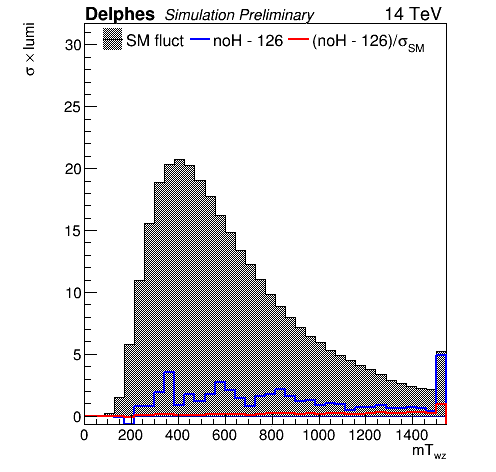 Delphes Simulation Preliminary 14 TeV
SM fluct noH - 126 (noH - 126)/σSM
σ × lumi
30
25
20
15
10
5
0
0 200 400 600 800 1000 1200 1400
mTwz